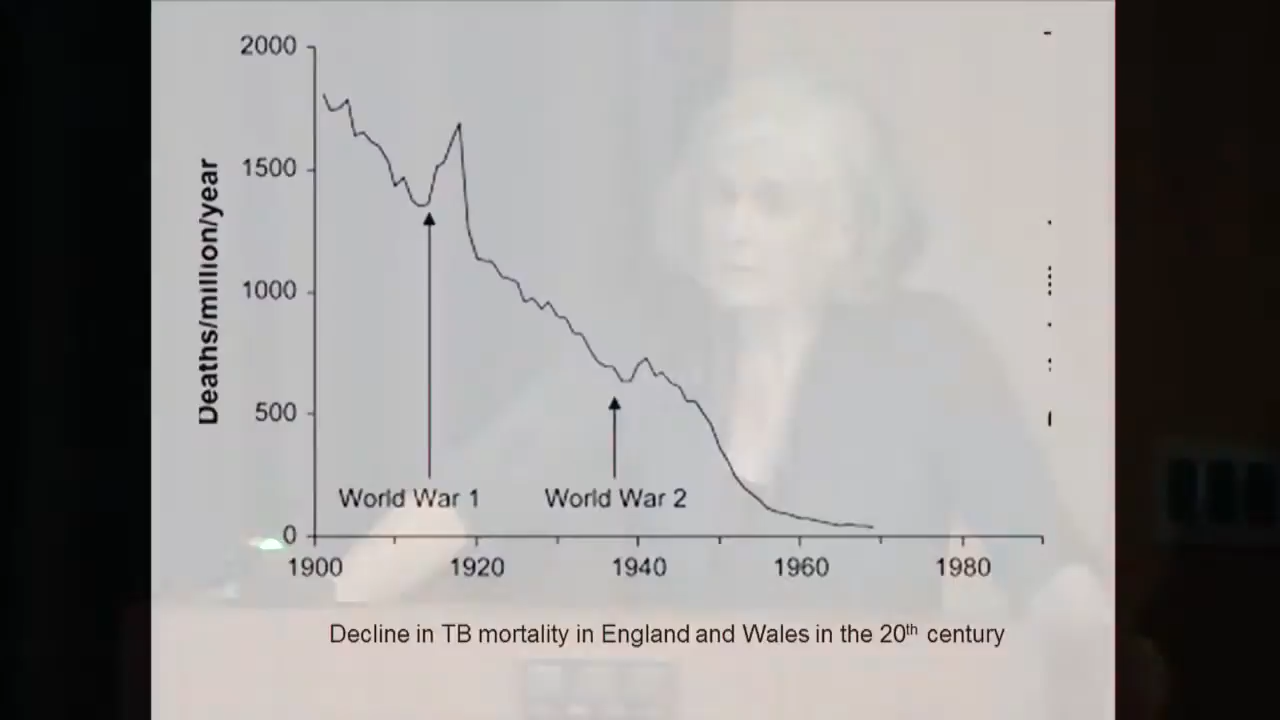 2000
1500
1000
500
0
Deaths/million/year
World War 1
World War 2
1900
1920
1940
1960
1980
Decline in TB mortality in England and Wales in the 20th century